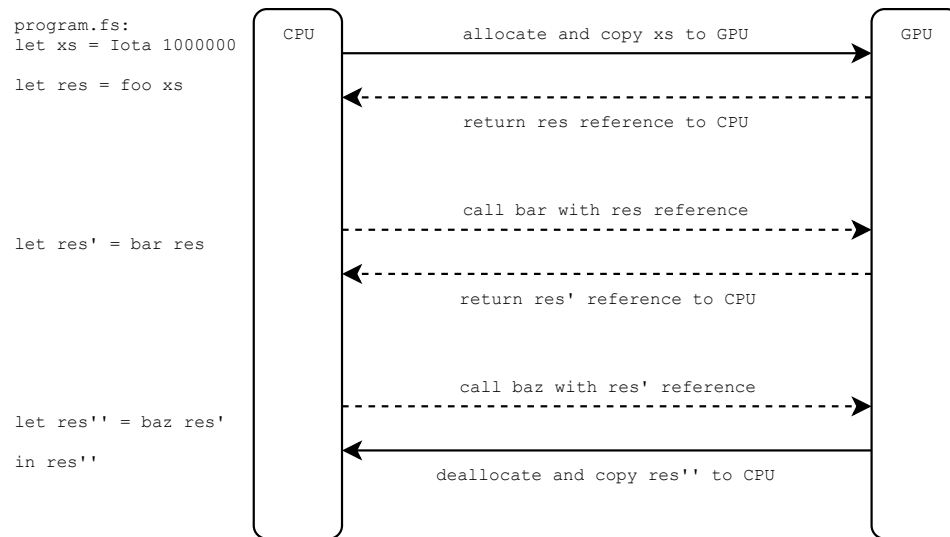 program.fs:
let xs = Iota 1000000
let res = foo xs
let res' = bar res
let res'' = baz res'
in res''
CPU
allocate and copy xs to GPU
return res reference to CPU
call bar with res reference
return res' reference to CPU
call baz with res' reference
deallocate and copy res'' to CPU
GPU